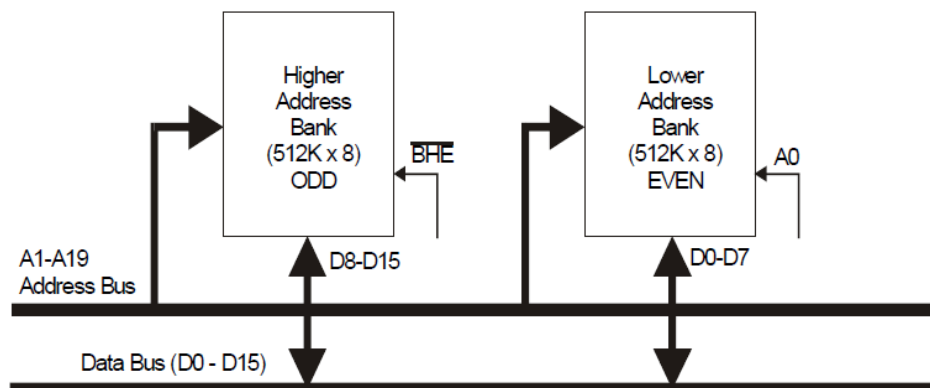 Higher
Address
Bank
(512K x 8)
ODD
BHE
Lower
Address
Bank
(512K x 8)
EVEN
A0
A1-A19
Address Bus
D8-D15
D0-D7
Data Bus (D0 - D15)